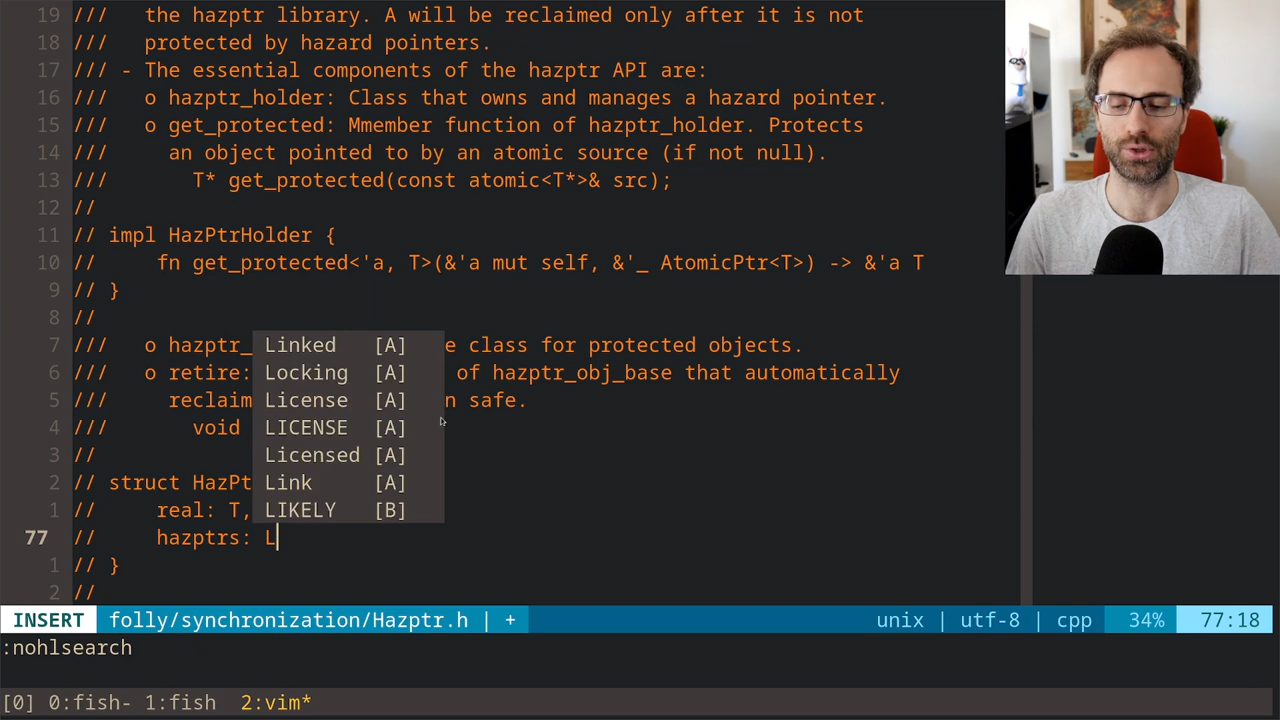 19 ///   the hazptr library. A will be reclaimed only after it is not
18 ///   protected by hazard pointers.
17 /// - The essential components of the hazptr API are:
16 ///   o hazptr_holder: Class that owns and manages a hazard pointer.
15 ///   o get_protected: Mmember function of hazptr_holder. Protects
14 ///     an object pointed to by an atomic source (if not null).
13 ///       T* get_protected(const atomic<T*>& src);
12 //
11 // impl HazPtrHolder {
10 //     fn get_protected<'a, T>(&'a mut self, &'_ AtomicPtr<T>) -> &'a T
9 // }
8 //
7 ///   o hazptr_ Linked [A] e class for protected objects.
6 ///   o retire: Locking [A] of hazptr_obj_base that automatically
5 ///     reclaim License [A] n safe.
4 ///       void LICENSE [A]
3 // Licensed [A]
2 // struct HazPt Link [A]
1 //     real: T, LIKELY [B]
77 //     hazptrs: L
1 // }
2 //
INSERT folly/synchronization/Hazptr.h | + unix | utf-8 | cpp 34% 77:18
:nohlsearch
[0] 0:fish- 1:fish 2:vim*